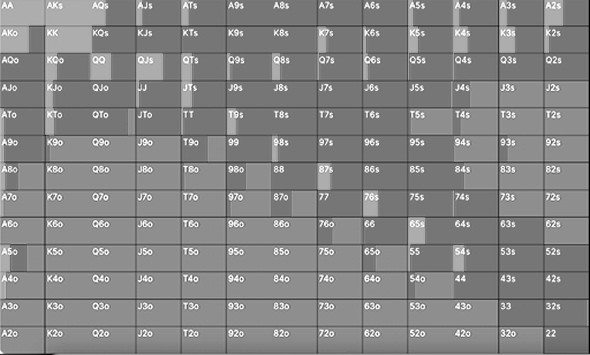 AA AKs AQs AJs ATs A9s A8s A7s A6s A5s A4s A3s A2s
AKo KK KQs KJs KTs K9s K8s K7s K6s K5s K4s K3s K2s
AQo KQo QQ QJs QTs Q9s Q8s Q7s Q6s Q5s Q4s Q3s Q2s
AJo KJo QJo JJ JTs J9s J8s J7s J6s J5s J4s J3s J2s
ATo KTo QTo JTo TT T9s T8s T7s T6s T5s T4s T3s T2s
A9o K9o Q9o J9o T9o 99 98s 97s 96s 95s 94s 93s 92s
A8o K8o Q8o J8o T8o 98o 88 87s 86s 85s 84s 83s 82s
A7o K7o Q7o J7o T7o 97o 87o 77 76s 75s 74s 73s 72s
A6o K6o Q6o J6o T6o 96o 86o 76o 66 65s 64s 63s 62s
A5o K5o Q5o J5o T5o 95o 85o 75o 65o 55 54s 53s 52s
A4o K4o Q4o J4o T4o 94o 84o 74o 64o 54o 44 43s 42s
A3o K3o Q3o J3o T3o 93o 83o 73o 63o 53o 43o 33 32s
A2o K2o Q2o J2o T2o 92o 82o 72o 62o 52o 42o 32o 22